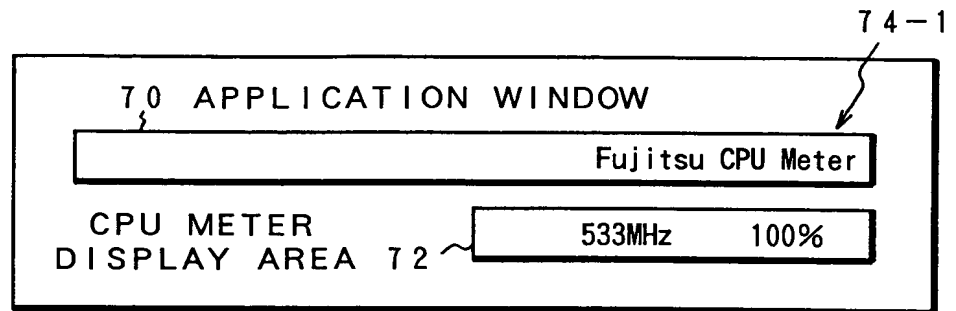 74-1
70 APPLICATION WINDOW
Fujitsu CPU Meter
CPU METER
DISPLAY AREA 72
533MHz 100%